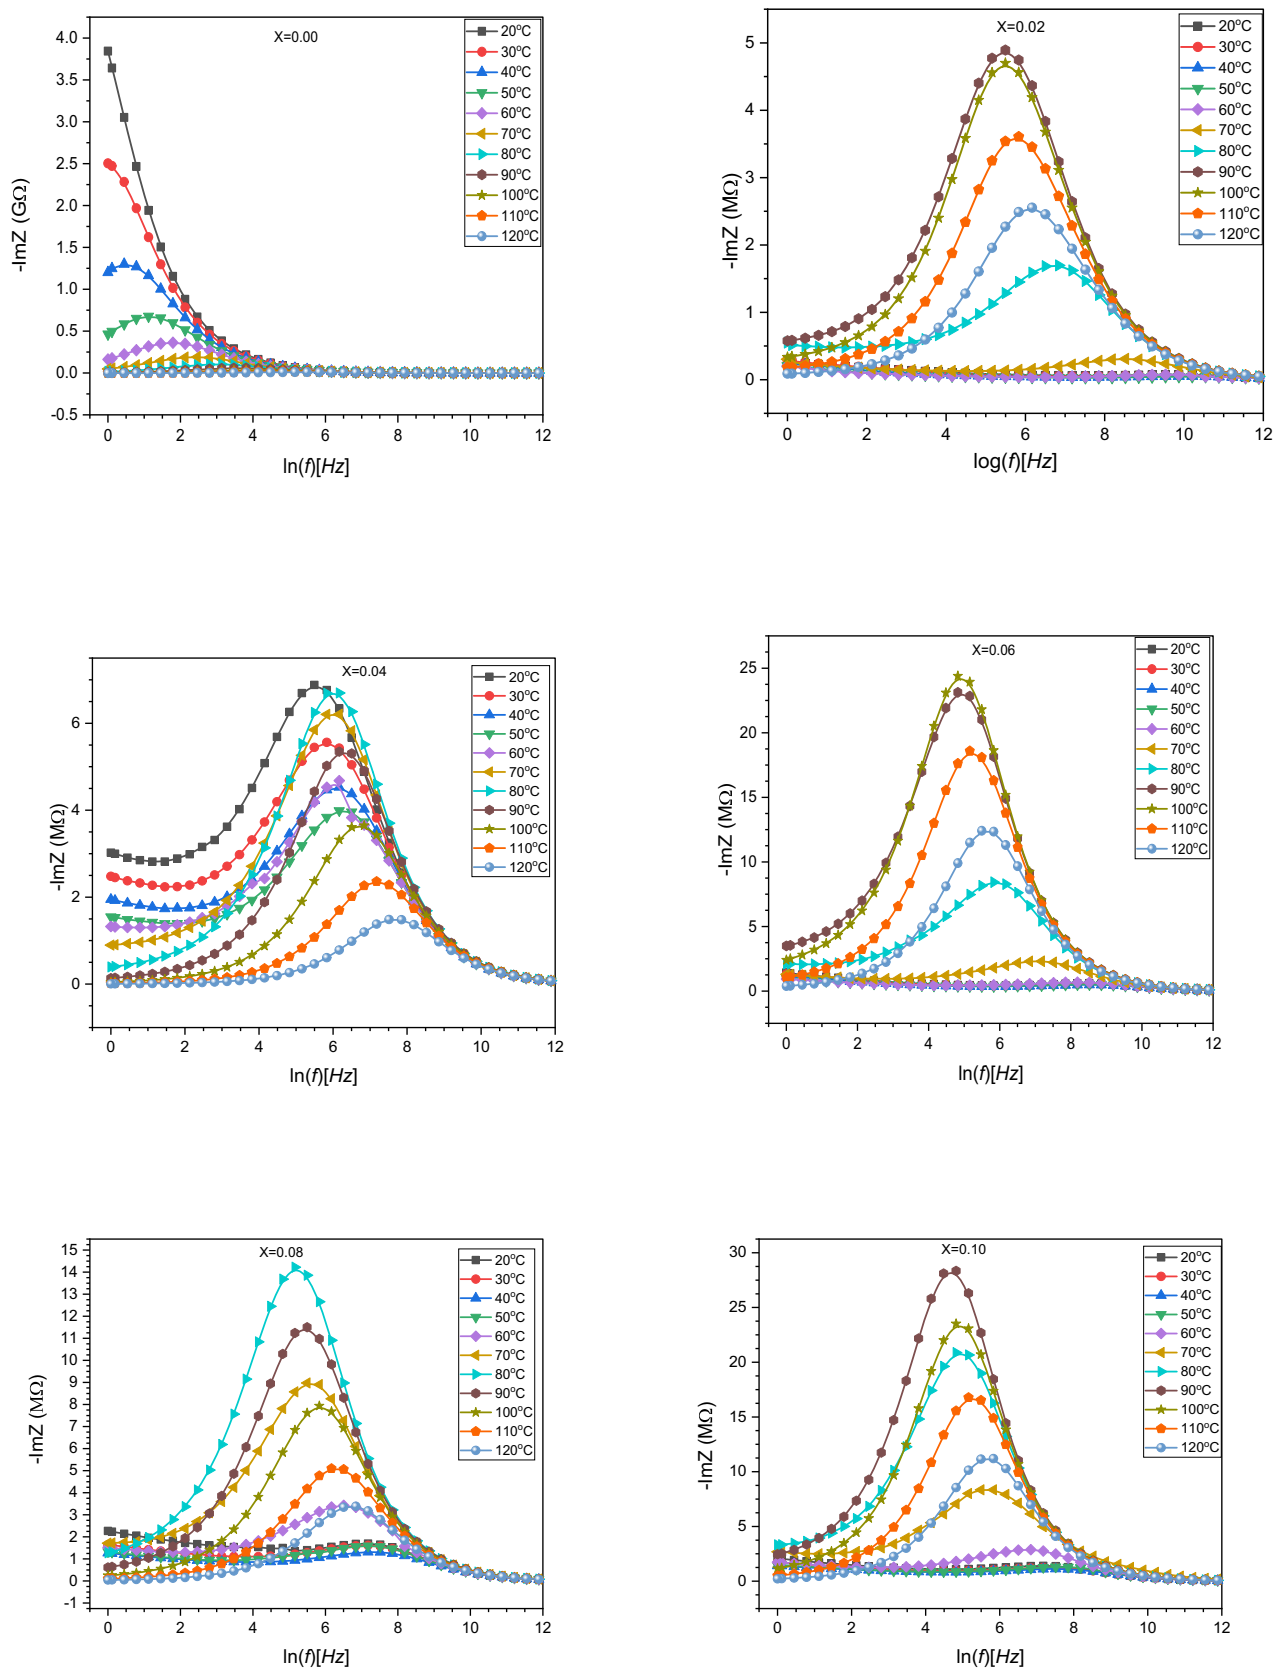 X=0.00
-ImZ (GΩ)
4.0
3.5
3.0
2.5
2.0
1.5
1.0
0.5
0.0
-0.5
0 2 4 6 8 10 12
ln(f)[Hz]
20°C
30°C
40°C
50°C
60°C
70°C
80°C
90°C
100°C
110°C
120°C
X=0.02
-ImZ (MΩ)
5
4
3
2
1
0
0 2 4 6 8 10 12
log(f)[Hz]
20°C
30°C
40°C
50°C
60°C
70°C
80°C
90°C
100°C
110°C
120°C
X=0.04
-ImZ (MΩ)
6
4
2
0
0 2 4 6 8 10 12
ln(f)[Hz]
20°C
30°C
40°C
50°C
60°C
70°C
80°C
90°C
100°C
110°C
120°C
X=0.06
-ImZ (MΩ)
25
20
15
10
5
0
0 2 4 6 8 10 12
ln(f)[Hz]
20°C
30°C
40°C
50°C
60°C
70°C
80°C
90°C
100°C
110°C
120°C
X=0.08
-ImZ (MΩ)
15
14
13
12
11
10
9
8
7
6
5
4
3
2
1
0
-1
0 2 4 6 8 10 12
ln(f)[Hz]
20°C
30°C
40°C
50°C
60°C
70°C
80°C
90°C
100°C
110°C
120°C
X=0.10
-ImZ (MΩ)
30
25
20
15
10
5
0
0 2 4 6 8 10 12
ln(f)[Hz]
20°C
30°C
40°C
50°C
60°C
70°C
80°C
90°C
100°C
110°C
120°C